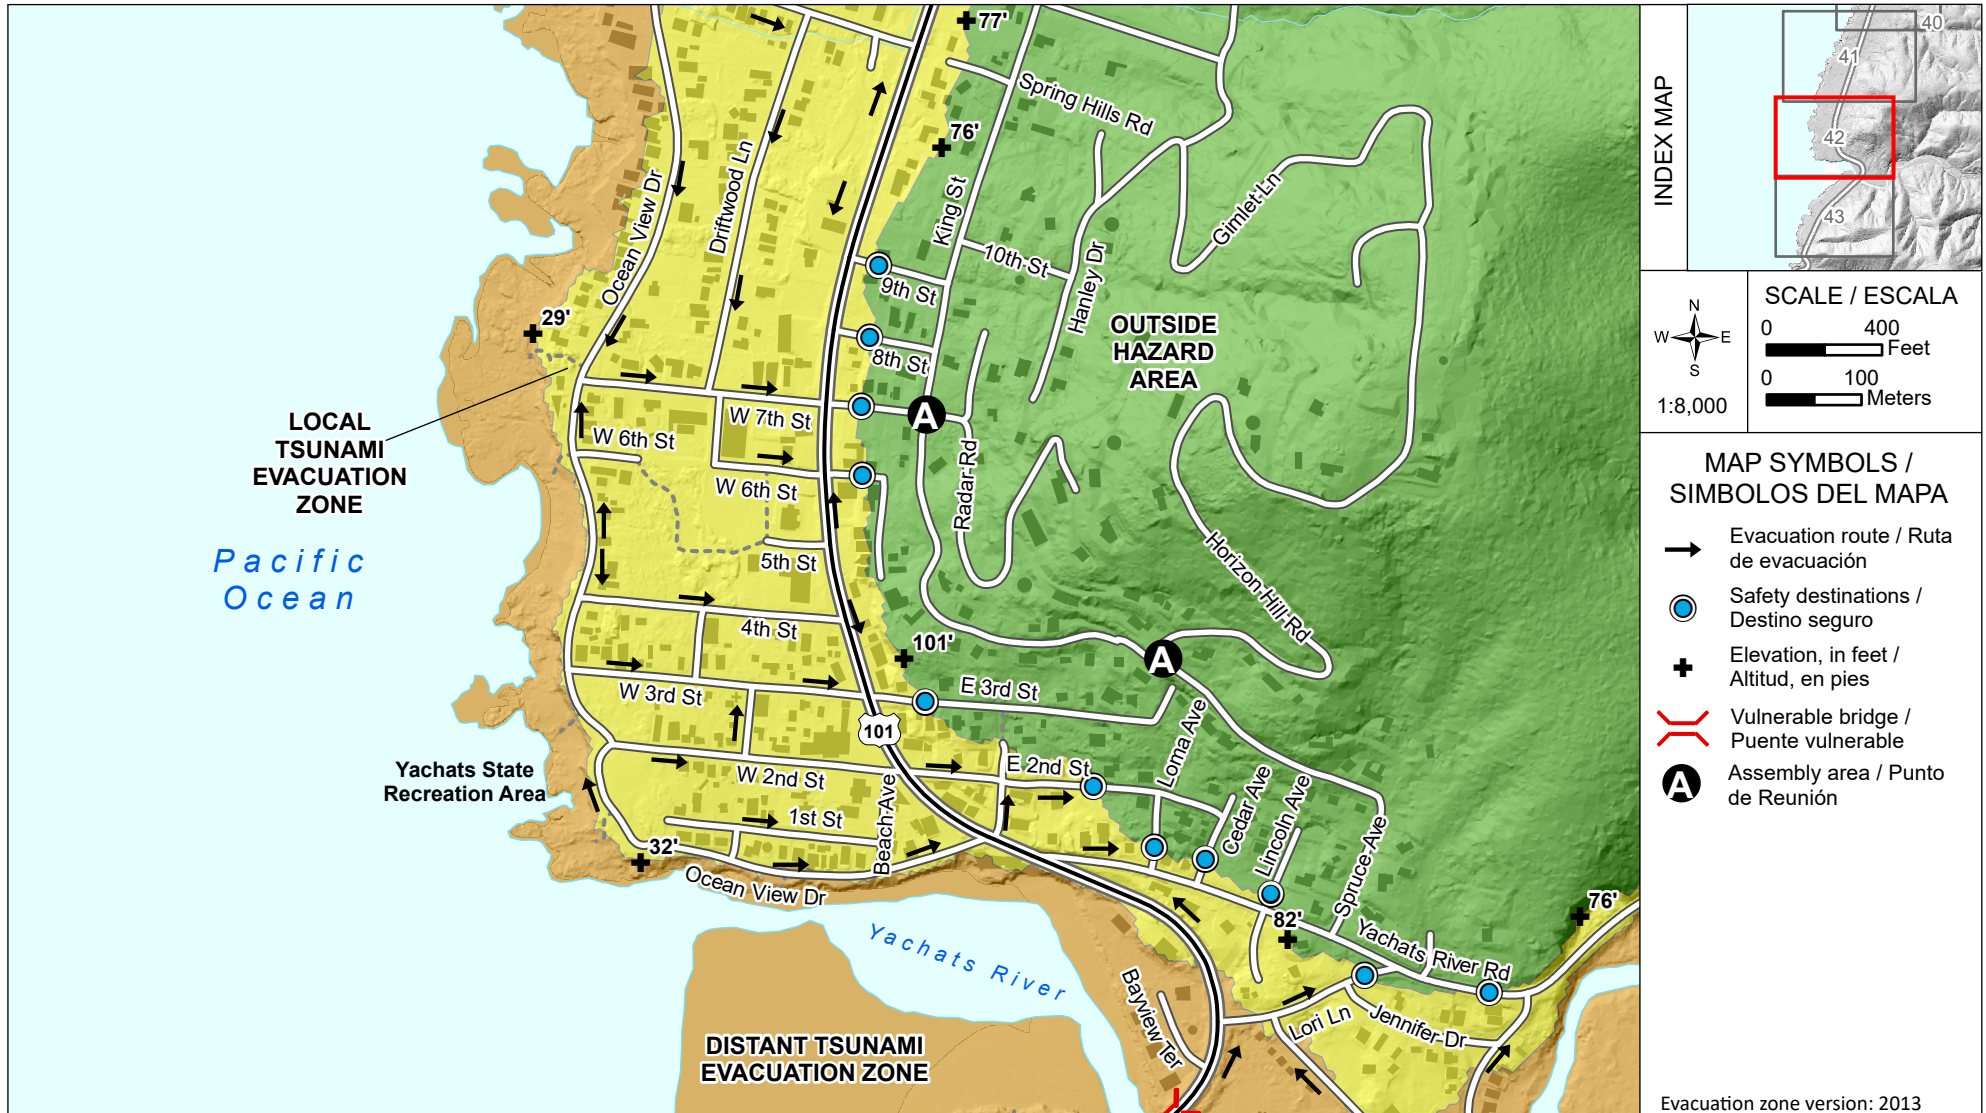 77'
Spring Hills Rd
76'
Ocean View Dr
Driftwood Ln
King St
Gimlet Ln
10th St
Hanley Dr
9th St
29'
8th St
OUTSIDE
HAZARD
AREA
LOCAL
TSUNAMI
EVACUATION
ZONE
W 7th St
A
W 6th St
W 6th St
Radar Rd
Pacific
Ocean
5th St
Horizon Hill Rd
4th St
101'
A
W 3rd St
E 3rd St
101
Loma Ave
Yachats State
Recreation Area
W 2nd St
E 2nd St
Beach Ave
1st St
Cedar Ave
Lincoln Ave
Spruce Ave
32'
Ocean View Dr
82'
76'
Yachats River
Yachats River Rd
Bayview Ter
Lori Ln
Jennifer Dr
DISTANT TSUNAMI
EVACUATION ZONE
INDEX MAP
40
41
42
43
N
W E
S
1:8,000
SCALE / ESCALA
0 400
Feet
0 100
Meters
MAP SYMBOLS /
SIMBOLOS DEL MAPA
Evacuation route / Ruta
de evacuación
Safety destinations /
Destino seguro
Elevation, in feet /
Altitud, en pies
Vulnerable bridge /
Puente vulnerable
A
Assembly area / Punto
de Reunión
Evacuation zone version: 2013